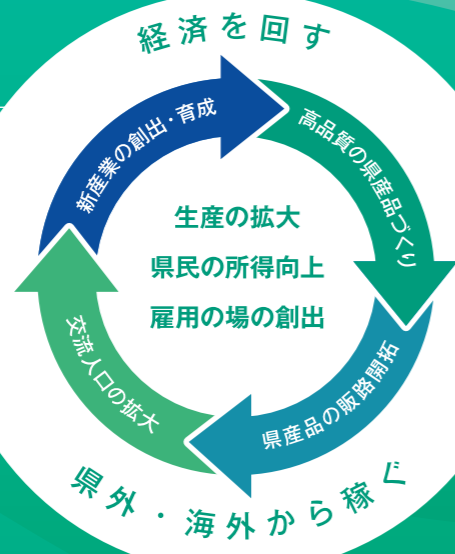 経済を回す
新産業の創出・育成
高品質の県産品づくり
生産の拡大
県民の所得向上
雇用の場の創出
交流人口の拡大
県産品の販路開拓
県外・海外から稼ぐ